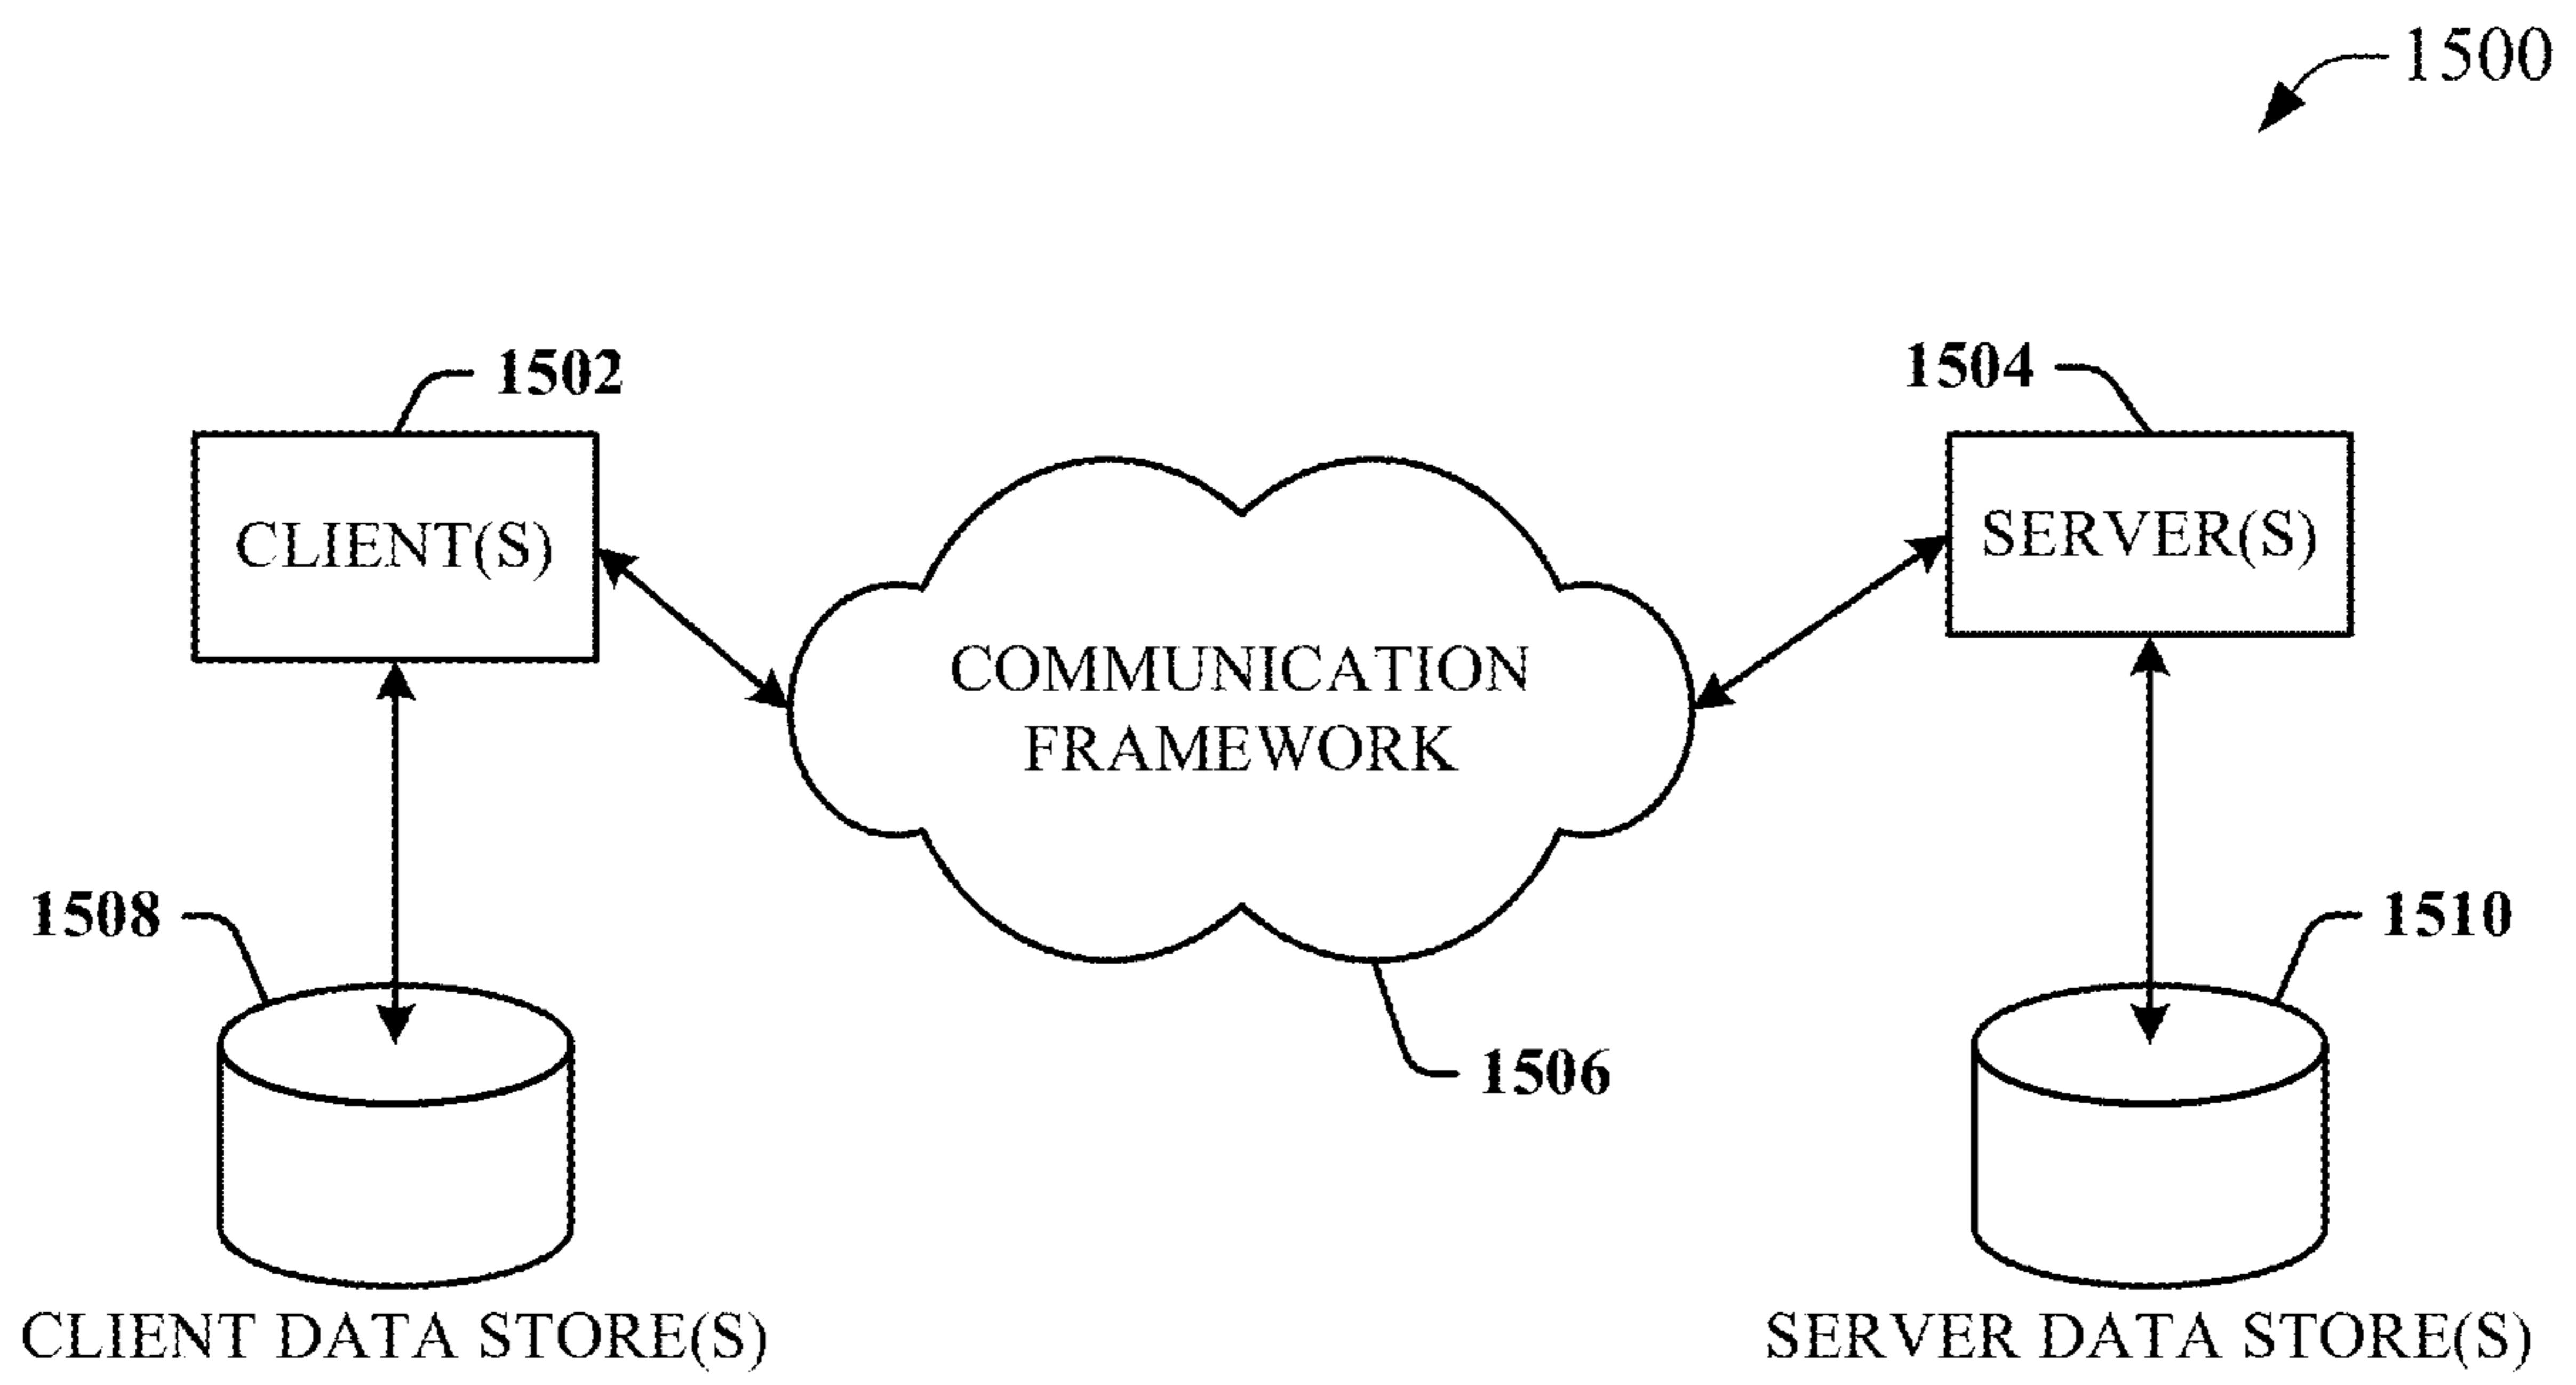 1500
1502
1504
CLIENT(S)
SERVER(S)
COMMUNICATION
FRAMEWORK
1508
1510
1506
CLIENT DATA STORE(S)
SERVER DATA STORE(S)